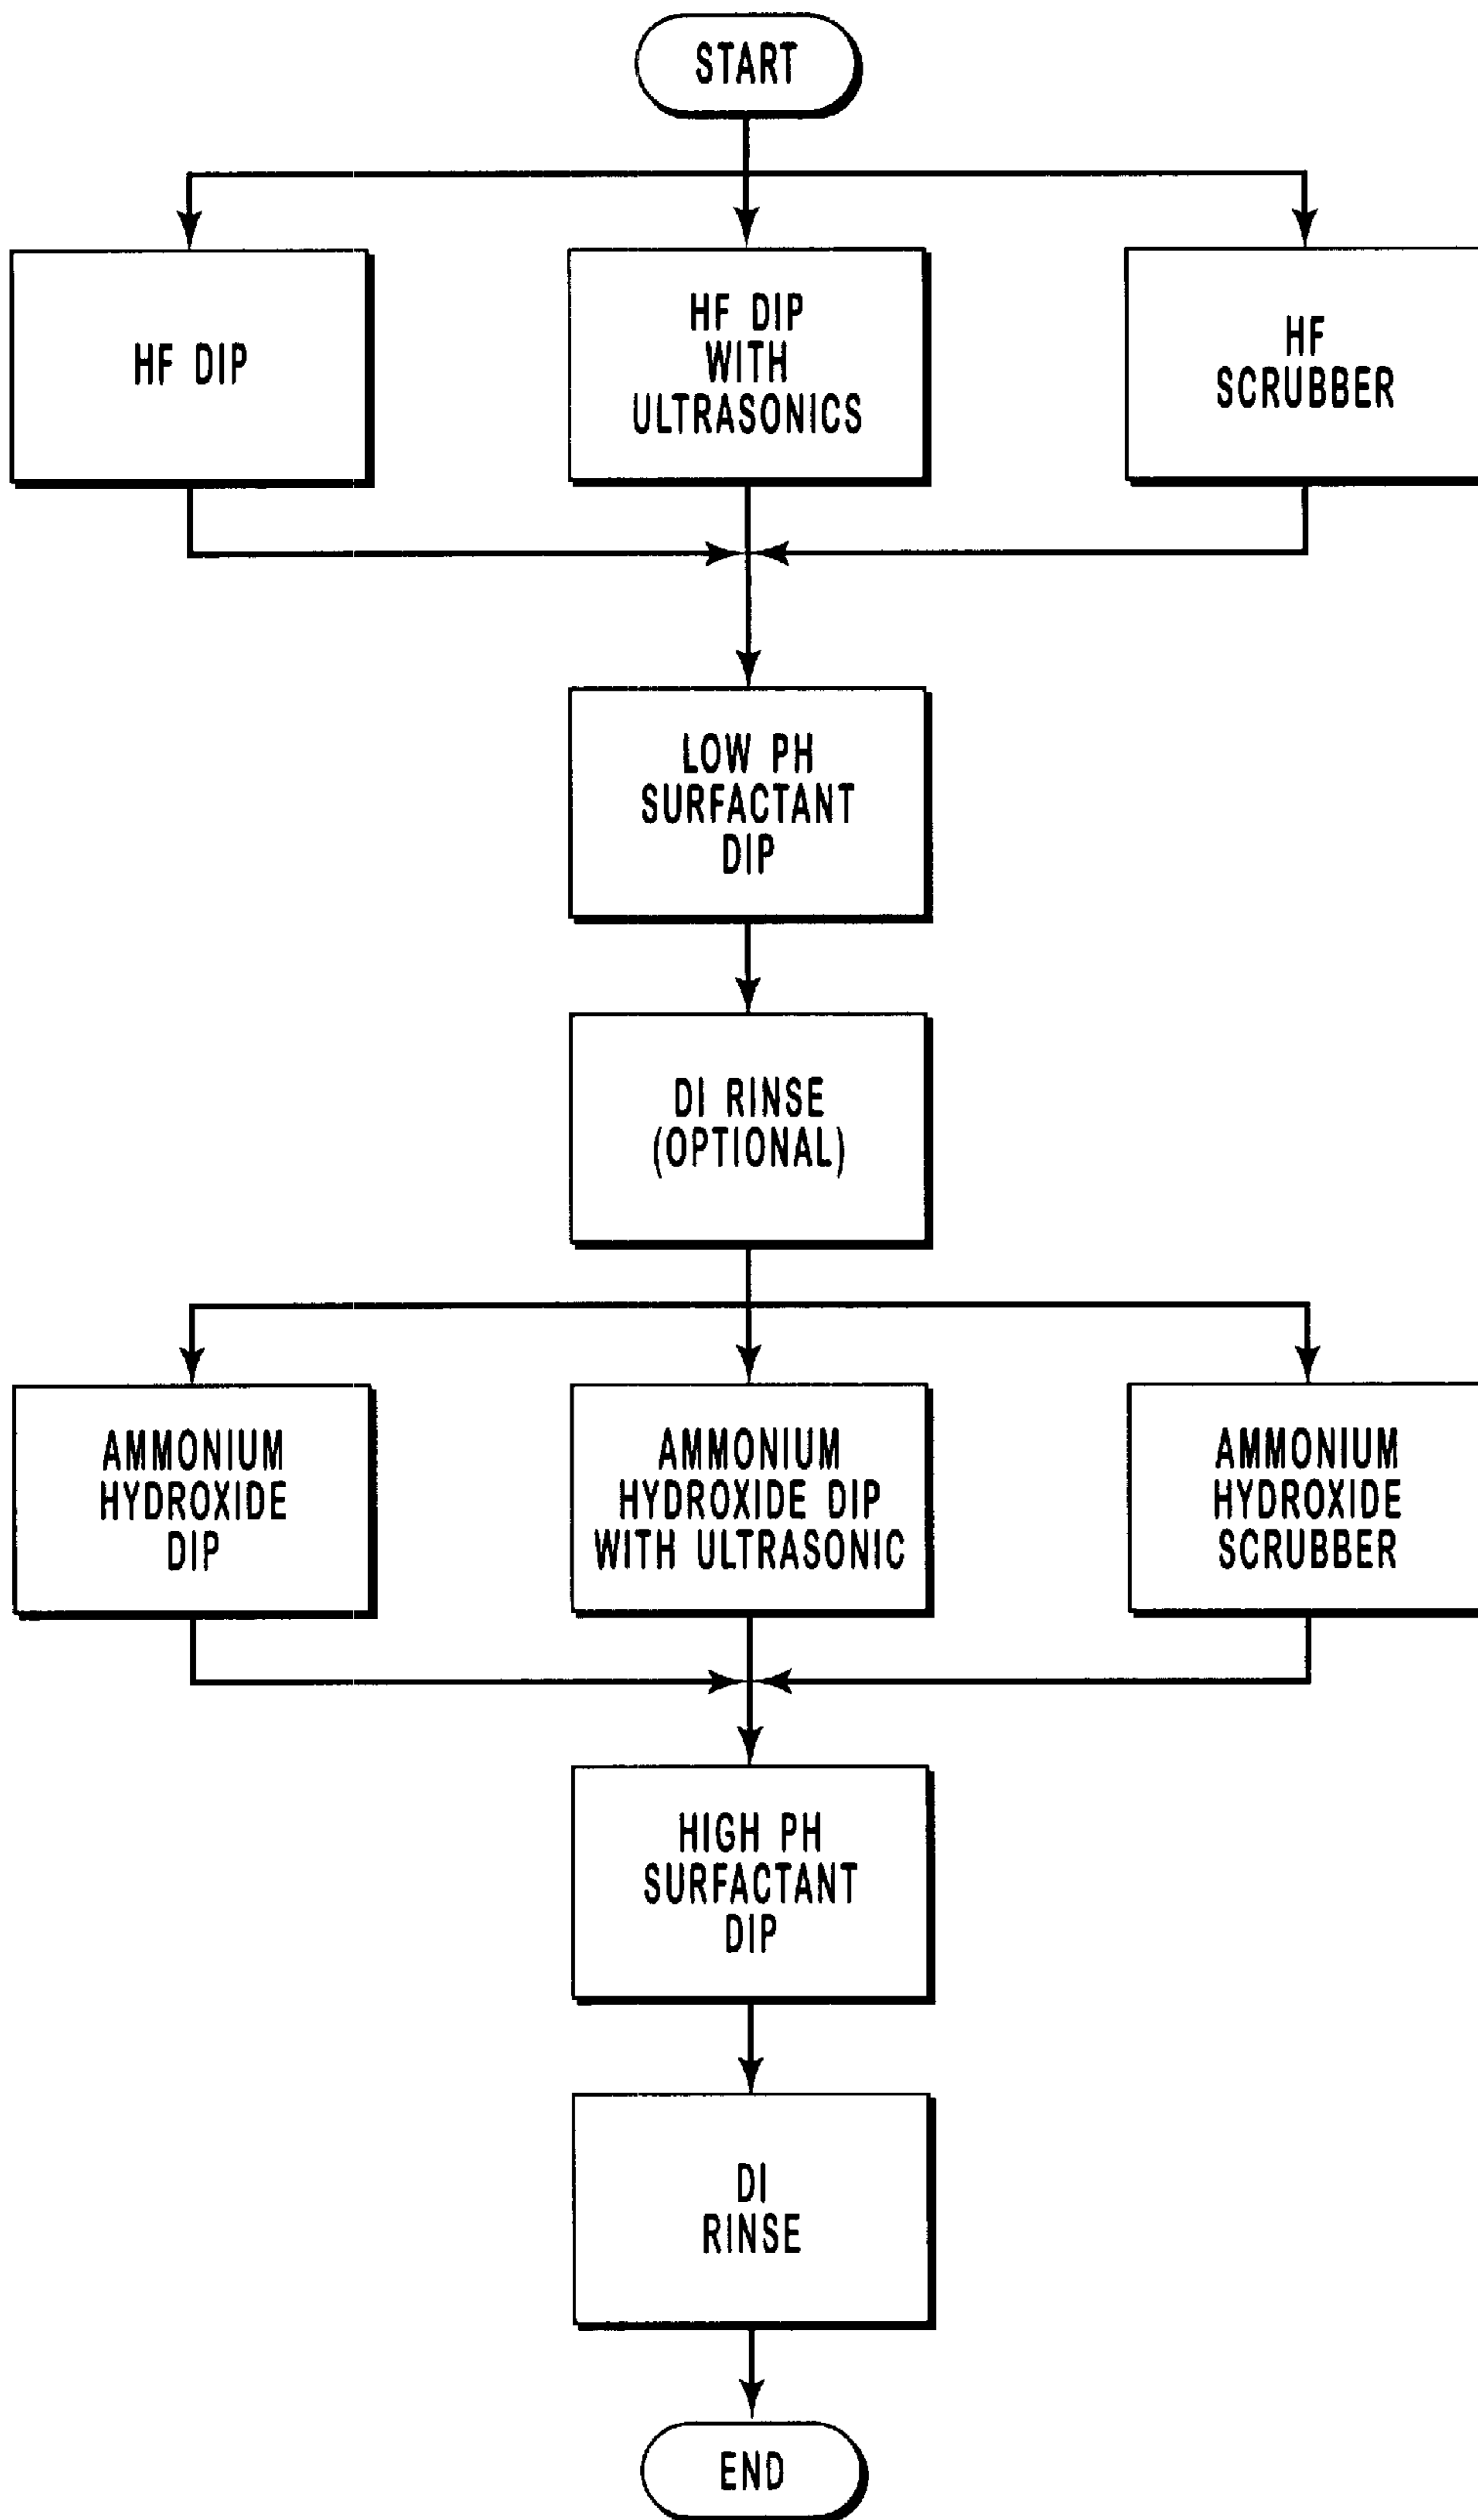 START
HF DIP
HF DIP
WITH
ULTRASONICS
HF
SCRUBBER
LOW PH
SURFACTANT
DIP
DI RINSE
(OPTIONAL)
AMMONIUM
HYDROXIDE
DIP
AMMONIUM
HYDROXIDE DIP
WITH ULTRASONIC
AMMONIUM
HYDROXIDE
SCRUBBER
HIGH PH
SURFACTANT
DIP
DI
RINSE
END